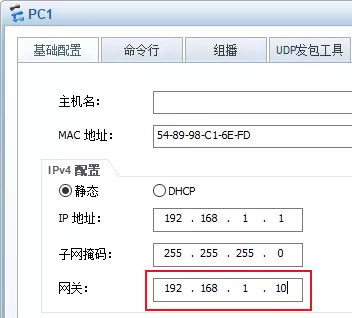 PC1
基础配置 命令行 组播 UDP发包工具
主机名:
MAC 地址: 54-89-98-C1-6E-FD
IPv4 配置
静态 DHCP
IP 地址: 192 . 168 . 1 . 1
子网掩码: 255 . 255 . 255 . 0
网关: 192 . 168 . 1 . 10